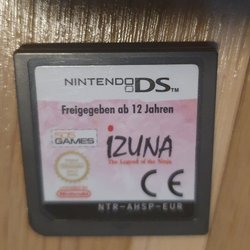 NINTENDO DS
Freigegeben ab 12 Jahren
505
GAMES
iZUNA
The Legend of the Ninja
CE
NTR-AHSP-EUR